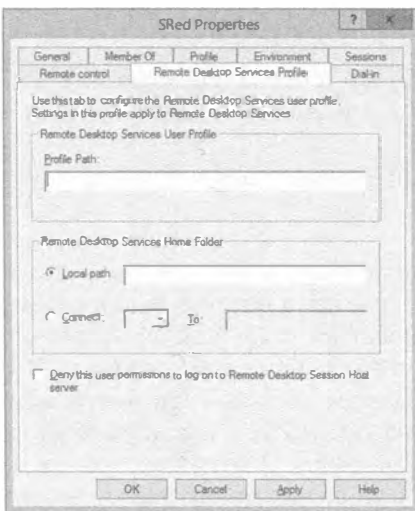 SRed Properties
? X
General Member Of Profile Environment Sessions
Remote control Remote Desktop Services Profile Dial-in
Use this tab to configure the Remote Desktop Services user profile.
Settings in this profile apply to Remote Desktop Services
Remote Desktop Services User Profile
Profile Path:
Remote Desktop Services Home Folder
Local path
Connect: To:
Deny this user permissions to log on to Remote Desktop Session Host
server
OK Cancel Apply Help